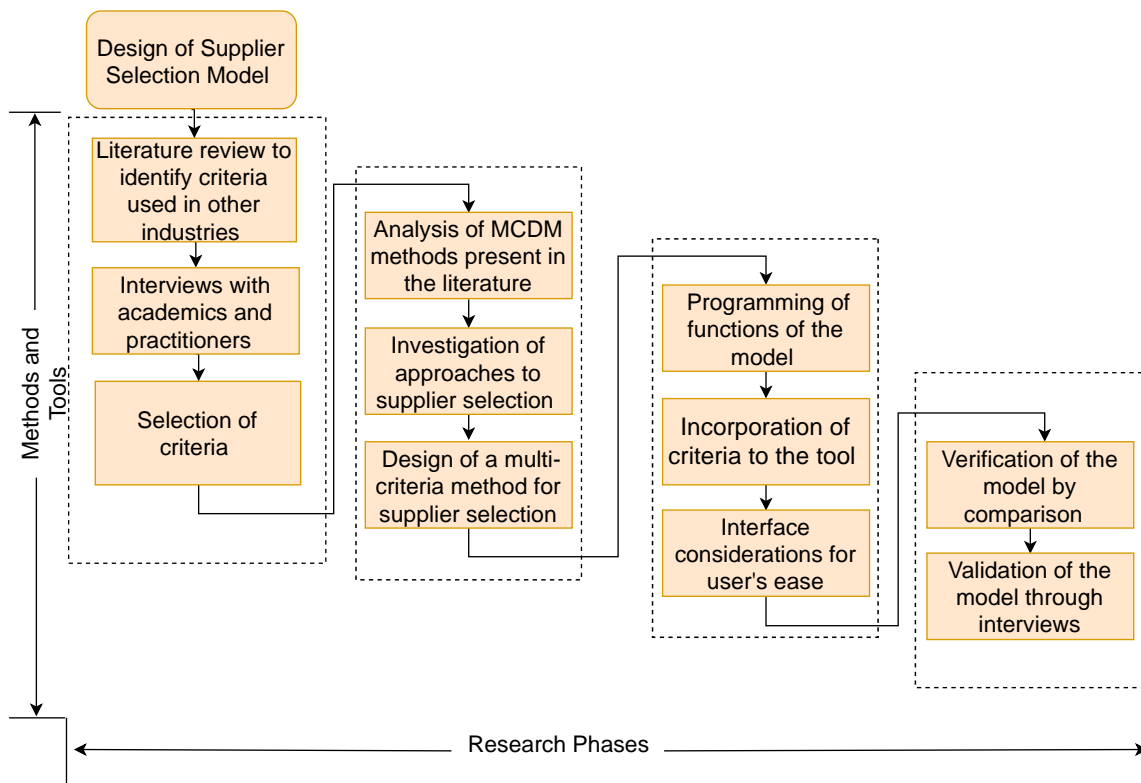 Design of Supplier
Selection Model
Literature review to
identify criteria
used in other
industries
Interviews with
academics and
practitioners
Selection of
criteria
Analysis of MCDM
methods present in
the literature
Investigation of
approaches to
supplier selection
Design of a multi-
criteria method for
supplier selection
Programming of
functions of the
model
Incorporation of
criteria to the tool
Interface
considerations for
user's ease
Verification of the
model by
comparison
Validation of the
model through
interviews
Methods and
Tools
Research Phases